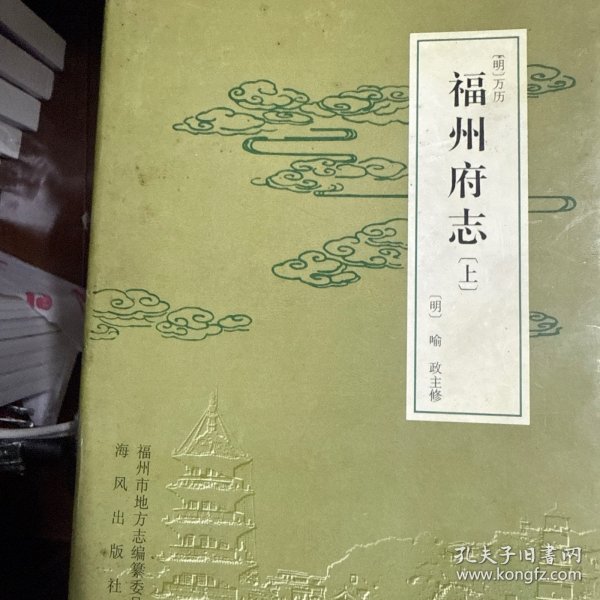 [明]万历
福州府志[上]
[明] 喻 政主修
福州市地方志编纂委
海风出版社
孔夫子旧书网
www.kongfz.com